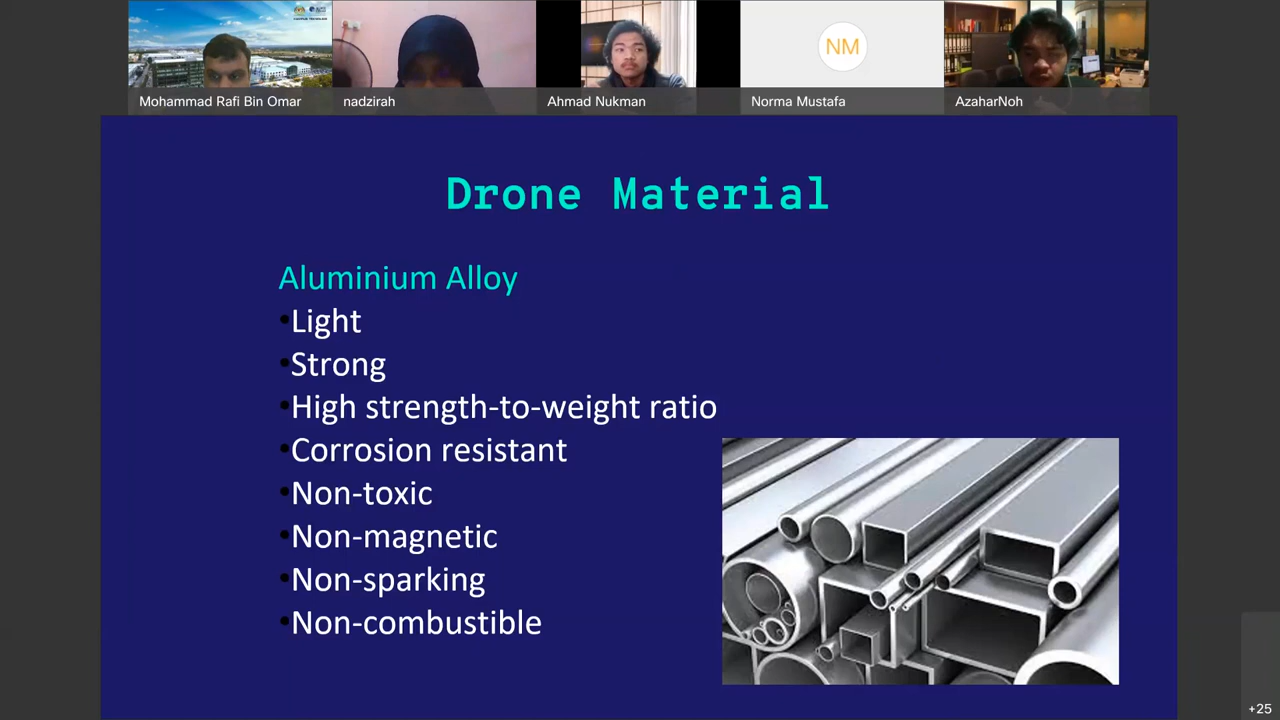 Mohammad Rafi Bin Omar
nadzirah
Ahmad Nukman
NM
Norma Mustafa
AzaharNoh
Drone Material
Aluminium Alloy
•Light
•Strong
•High strength-to-weight ratio
•Corrosion resistant
•Non-toxic
•Non-magnetic
•Non-sparking
•Non-combustible
+25